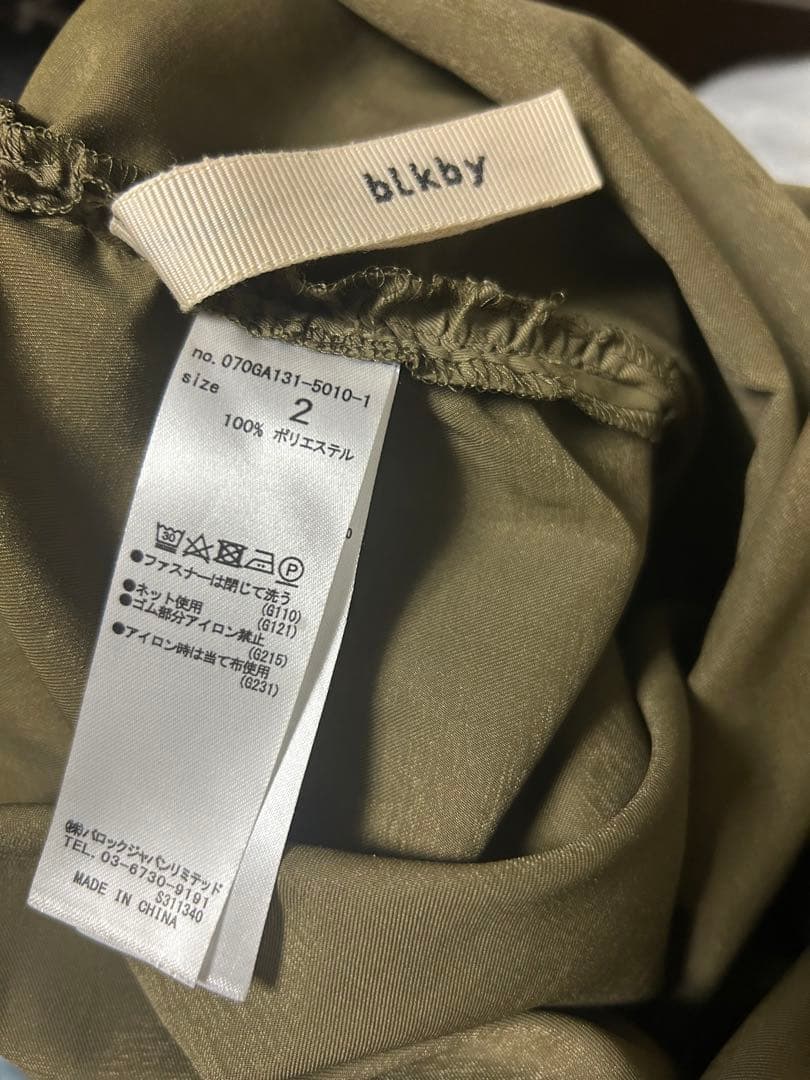 blkby
no. 070GA131-5010-1
size 2
100% ポリエステル
30 P
●ファスナーは閉じて洗う
(G110)
●ネット使用
(G121)
●ゴム部分アイロン禁止
(G215)
●アイロン時は当て布使用
(G231)
㈱バロックジャパンリミテッド
TEL. 03-6730-9191
S311340
MADE IN CHINA